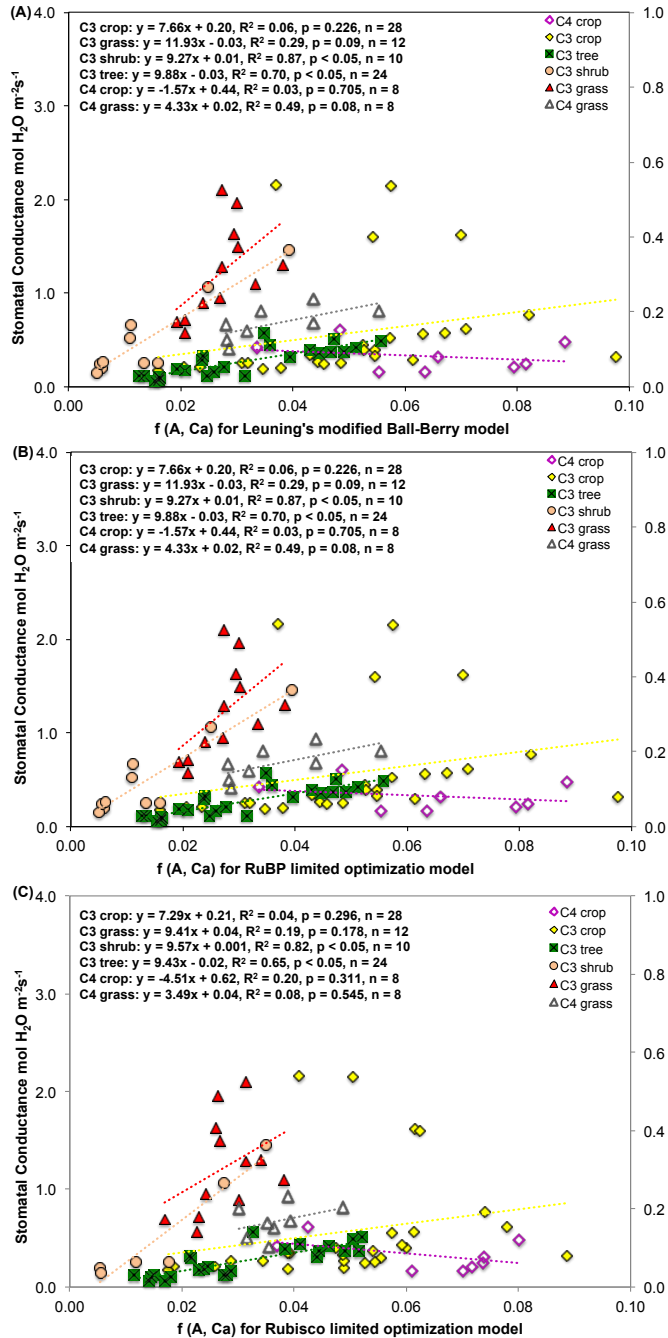 (A)
C3 crop: y = 7.66x + 0.20, R² = 0.06, p = 0.226, n = 28
C3 grass: y = 11.93x - 0.03, R² = 0.29, p = 0.09, n = 12
C3 shrub: y = 9.27x + 0.01, R² = 0.87, p < 0.05, n = 10
C3 tree: y = 9.88x - 0.03, R² = 0.70, p < 0.05, n = 24
C4 crop: y = -1.57x + 0.44, R² = 0.03, p = 0.705, n = 8
C4 grass: y = 4.33x + 0.02, R² = 0.49, p = 0.08, n = 8
C4 crop
C3 crop
C3 tree
C3 shrub
C3 grass
C4 grass
Stomatal Conductance mol H₂O m⁻²s⁻¹
4.0
3.0
2.0
1.0
0.0
1.0
0.8
0.6
0.4
0.2
0.0
0.00 0.02 0.04 0.06 0.08 0.10
f (A, Ca) for Leuning's modified Ball-Berry model
(B)
C3 crop: y = 7.66x + 0.20, R² = 0.06, p = 0.226, n = 28
C3 grass: y = 11.93x - 0.03, R² = 0.29, p = 0.09, n = 12
C3 shrub: y = 9.27x + 0.01, R² = 0.87, p < 0.05, n = 10
C3 tree: y = 9.88x - 0.03, R² = 0.70, p < 0.05, n = 24
C4 crop: y = -1.57x + 0.44, R² = 0.03, p = 0.705, n = 8
C4 grass: y = 4.33x + 0.02, R² = 0.49, p = 0.08, n = 8
C4 crop
C3 crop
C3 tree
C3 shrub
C3 grass
C4 grass
Stomatal Conductance mol H₂O m⁻²s⁻¹
4.0
3.0
2.0
1.0
0.0
1.0
0.8
0.6
0.4
0.2
0.0
0.00 0.02 0.04 0.06 0.08 0.10
f (A, Ca) for RuBP limited optimizatio model
(C)
C3 crop: y = 7.29x + 0.21, R² = 0.04, p = 0.296, n = 28
C3 grass: y = 9.41x + 0.04, R² = 0.19, p = 0.178, n = 12
C3 shrub: y = 9.57x + 0.001, R² = 0.82, p < 0.05, n = 10
C3 tree: y = 9.43x - 0.02, R² = 0.65, p < 0.05, n = 24
C4 crop: y = -4.51x + 0.62, R² = 0.20, p = 0.311, n = 8
C4 grass: y = 3.49x + 0.04, R² = 0.08, p = 0.545, n = 8
C4 crop
C3 crop
C3 tree
C3 shrub
C3 grass
C4 grass
Stomatal Conductance mol H₂O m⁻²s⁻¹
4.0
3.0
2.0
1.0
0.0
1.0
0.8
0.6
0.4
0.2
0.0
0.00 0.02 0.04 0.06 0.08 0.10
f (A, Ca) for Rubisco limited optimization model